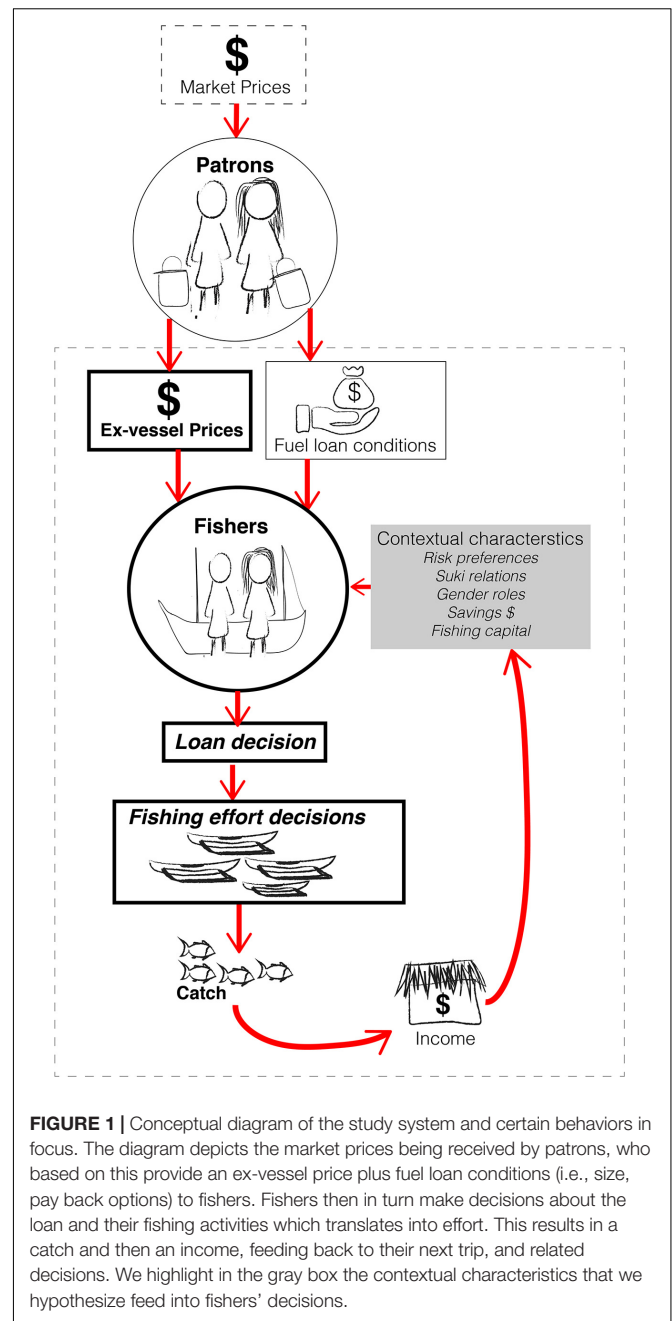 $
Market Prices
Patrons
$
Ex-vessel Prices
$
Fuel loan conditions
Fishers
Contextual characterstics
Risk preferences
Suki relations
Gender roles
Savings $
Fishing capital
Loan decision
Fishing effort decisions
Catch
$
Income
FIGURE 1 | Conceptual diagram of the study system and certain behaviors in
focus. The diagram depicts the market prices being received by patrons, who
based on this provide an ex-vessel price plus fuel loan conditions (i.e., size,
pay back options) to fishers. Fishers then in turn make decisions about the
loan and their fishing activities which translates into effort. This results in a
catch and then an income, feeding back to their next trip, and related
decisions. We highlight in the gray box the contextual characteristics that we
hypothesize feed into fishers’ decisions.